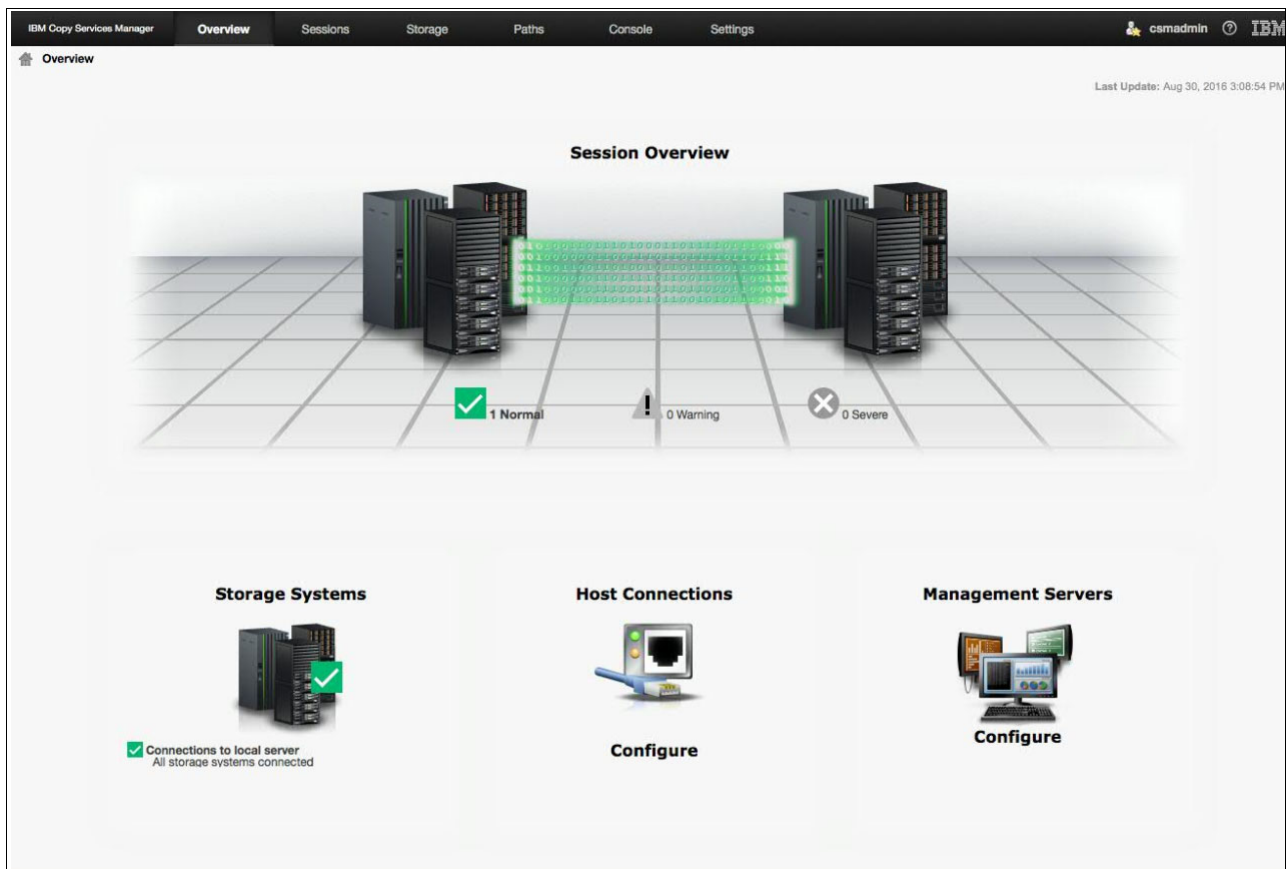 IBM Copy Services Manager Overview Sessions Storage Paths Console Settings csmadmin ? IBM
Overview
Last Update: Aug 30, 2016 3:08:54 PM
Session Overview
1 Normal 0 Warning 0 Severe
Storage Systems Host Connections Management Servers
Connections to local server
All storage systems connected
Configure Configure